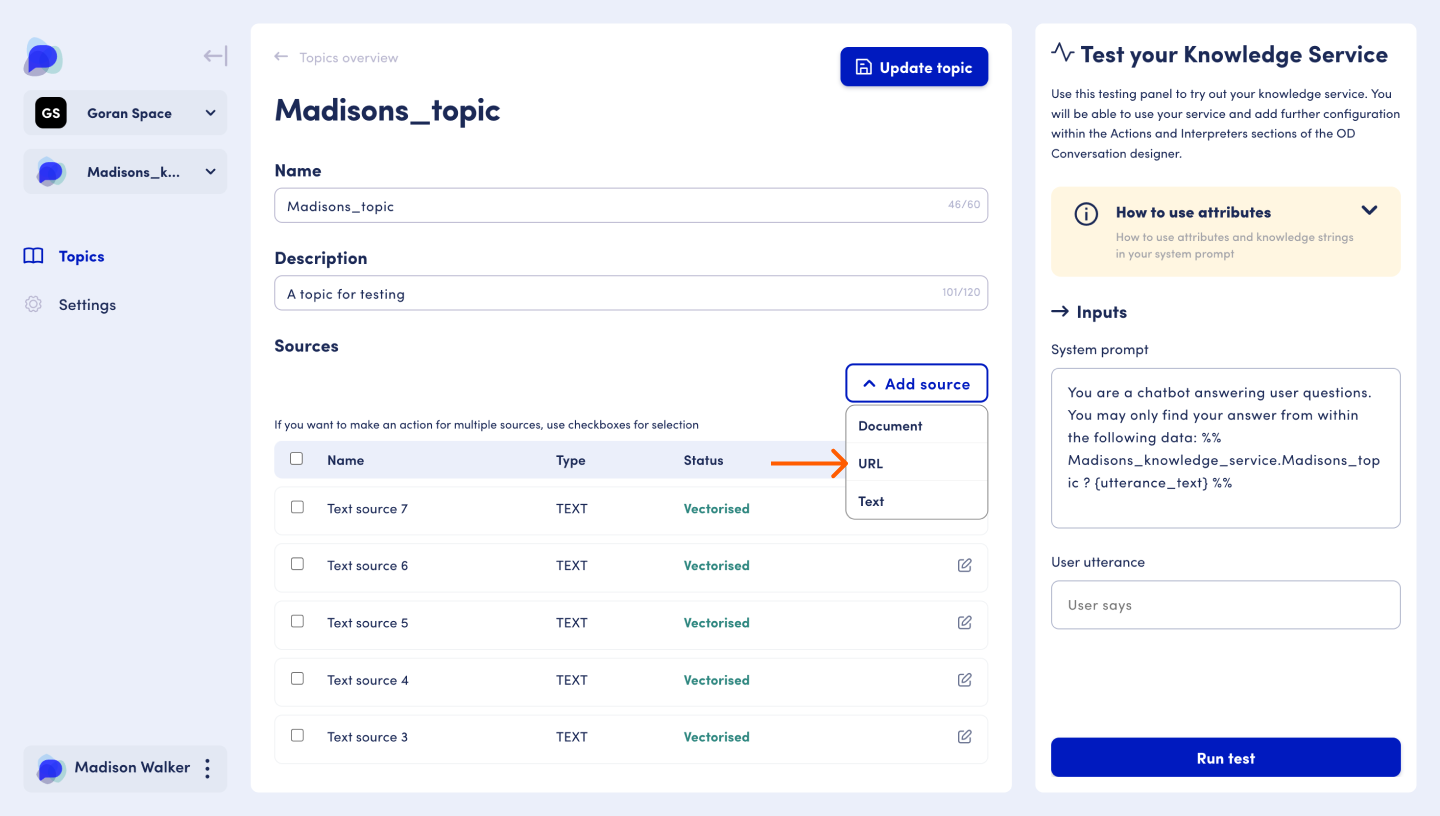 GS Goran Space
Madisons_k...
Topics
Settings
Madison Walker
Topics overview
Update topic
Madisons_topic
Name
Madisons_topic 46/60
Description
A topic for testing 101/120
Sources
Add source
Document
URL
Text
If you want to make an action for multiple sources, use checkboxes for selection
Name Type Status
Text source 7 TEXT Vectorised
Text source 6 TEXT Vectorised
Text source 5 TEXT Vectorised
Text source 4 TEXT Vectorised
Text source 3 TEXT Vectorised
Test your Knowledge Service
Use this testing panel to try out your knowledge service. You
will be able to use your service and add further configuration
within the Actions and Interpreters sections of the OD
Conversation designer.
How to use attributes
How to use attributes and knowledge strings
in your system prompt
Inputs
System prompt
You are a chatbot answering user questions.
You may only find your answer from within
the following data: %%
Madisons_knowledge_service.Madisons_top
ic ? {utterance_text} %%
User utterance
User says
Run test